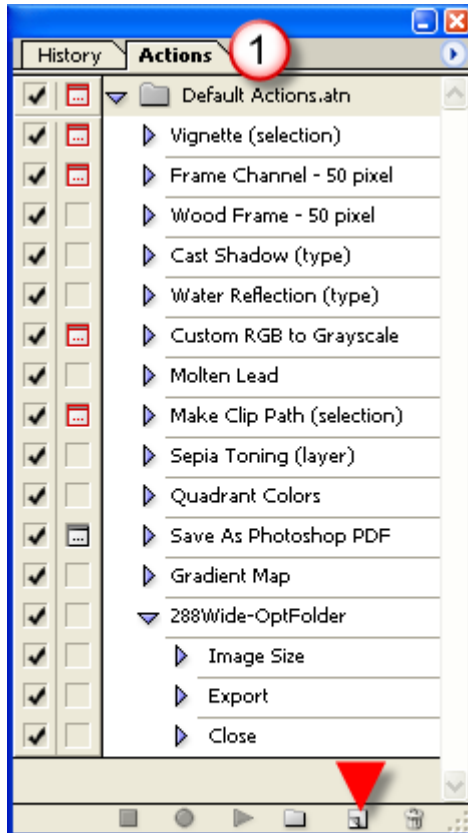 History Actions 1
Default Actions.atn
Vignette (selection)
Frame Channel - 50 pixel
Wood Frame - 50 pixel
Cast Shadow (type)
Water Reflection (type)
Custom RGB to Grayscale
Molten Lead
Make Clip Path (selection)
Sepia Toning (layer)
Quadrant Colors
Save As Photoshop PDF
Gradient Map
288Wide-OptFolder
Image Size
Export
Close